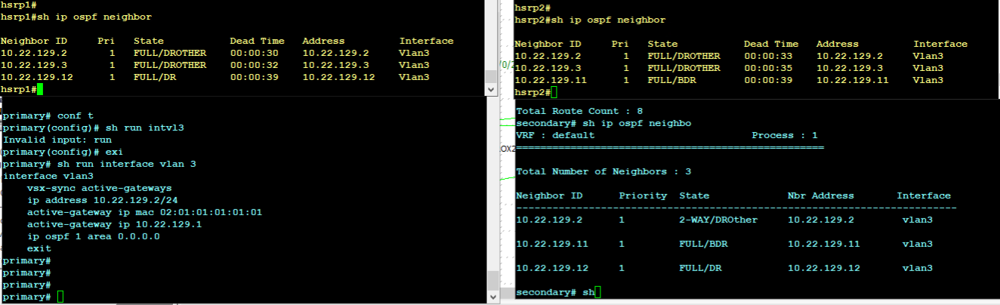 hsrp1#
hsrp1#sh ip ospf neighbor
Neighbor ID     Pri   State           Dead Time   Address         Interface
10.22.129.2       1   FULL/DROTHER    00:00:30    10.22.129.2     Vlan3
10.22.129.3       1   FULL/DROTHER    00:00:32    10.22.129.3     Vlan3
10.22.129.12      1   FULL/DR         00:00:39    10.22.129.12    Vlan3
hsrp1#
hsrp2#
hsrp2#sh ip ospf neighbor
Neighbor ID     Pri   State           Dead Time   Address         Interface
10.22.129.2       1   FULL/DROTHER    00:00:33    10.22.129.2     Vlan3
10.22.129.3       1   FULL/DROTHER    00:00:35    10.22.129.3     Vlan3
10.22.129.11      1   FULL/BDR        00:00:39    10.22.129.11    Vlan3
hsrp2#
primary# conf t
primary(config)# sh run intvl3
Invalid input: run
primary(config)# exi
primary# sh run interface vlan 3
interface vlan3
    vsx-sync active-gateways
    ip address 10.22.129.2/24
    active-gateway ip mac 02:01:01:01:01:01
    active-gateway ip 10.22.129.1
    ip ospf 1 area 0.0.0.0
    exit
primary#
primary#
primary#
primary#
Total Route Count : 8
secondary# sh ip ospf neighbo
VRF : default                          Process : 1
===================================================
Total Number of Neighbors : 3
Neighbor ID      Priority  State             Nbr Address       Interface
-------------------------------------------------------------------------
10.22.129.2      1         2-WAY/DROther     10.22.129.2        vlan3
10.22.129.11     1         FULL/BDR          10.22.129.11       vlan3
10.22.129.12     1         FULL/DR           10.22.129.12       vlan3
secondary# sh